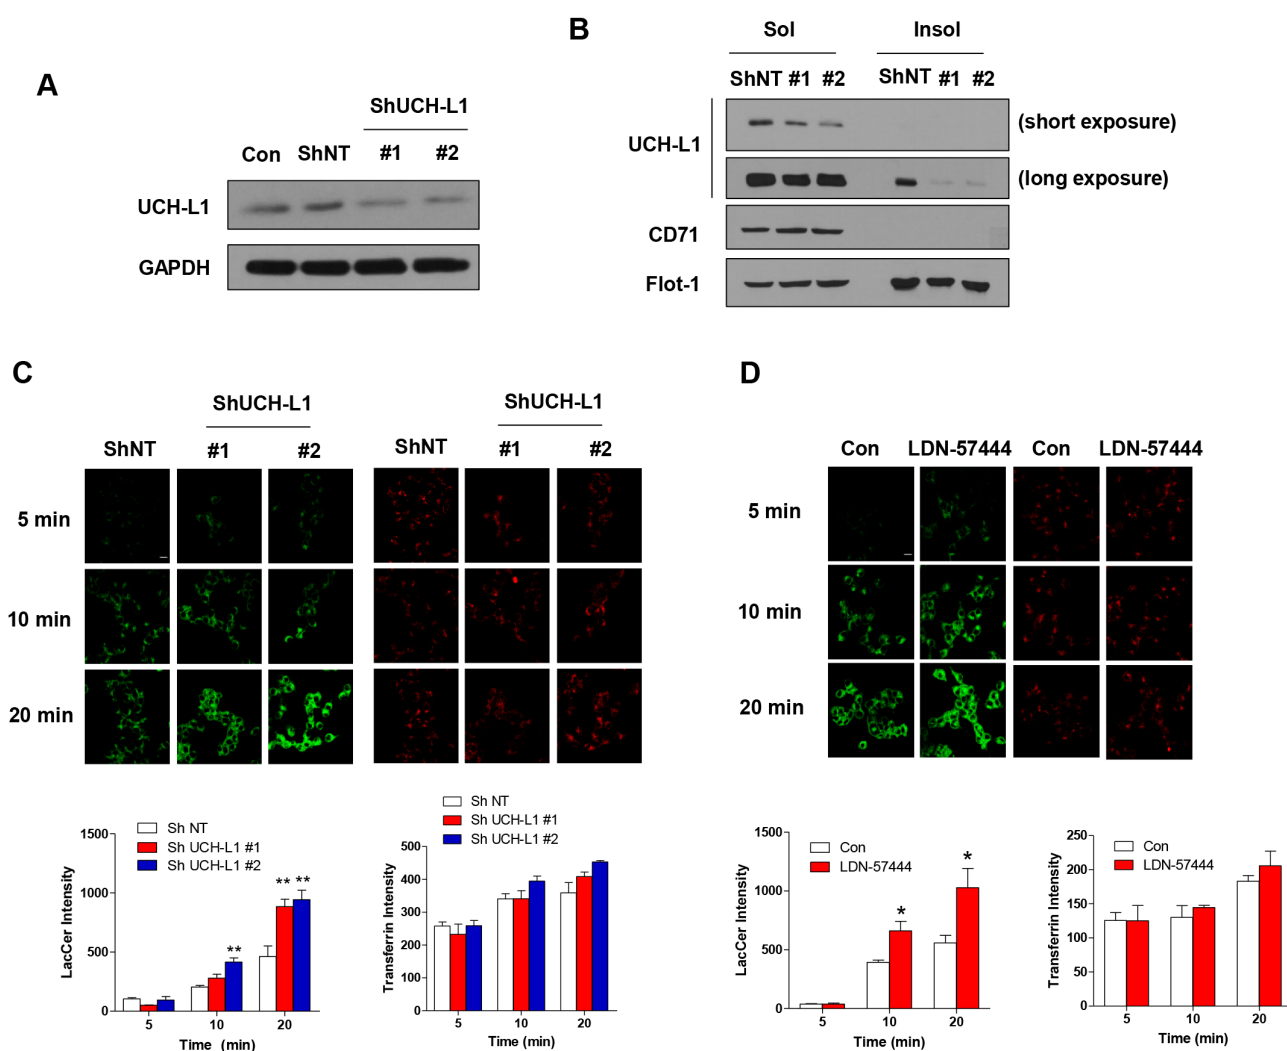 A
ShUCH-L1
Con ShNT #1 #2
UCH-L1
GAPDH
B
Sol Insol
ShNT #1 #2 ShNT #1 #2
UCH-L1
(short exposure)
(long exposure)
CD71
Flot-1
C
ShUCH-L1 ShUCH-L1
ShNT #1 #2 ShNT #1 #2
5 min
10 min
20 min
1500
1000
500
0
LacCer Intensity
Sh NT
Sh UCH-L1 #1
Sh UCH-L1 #2
**
** **
5 10 20
Time (min)
500
400
300
200
100
0
Transferrin Intensity
Sh NT
Sh UCH-L1 #1
Sh UCH-L1 #2
5 10 20
Time (min)
D
Con LDN-57444 Con LDN-57444
5 min
10 min
20 min
1500
1000
500
0
LacCer Intensity
Con
LDN-57444
*
*
5 10 20
Time (min)
250
200
150
100
50
0
Transferrin Intensity
Con
LDN-57444
5 10 20
Time (min)